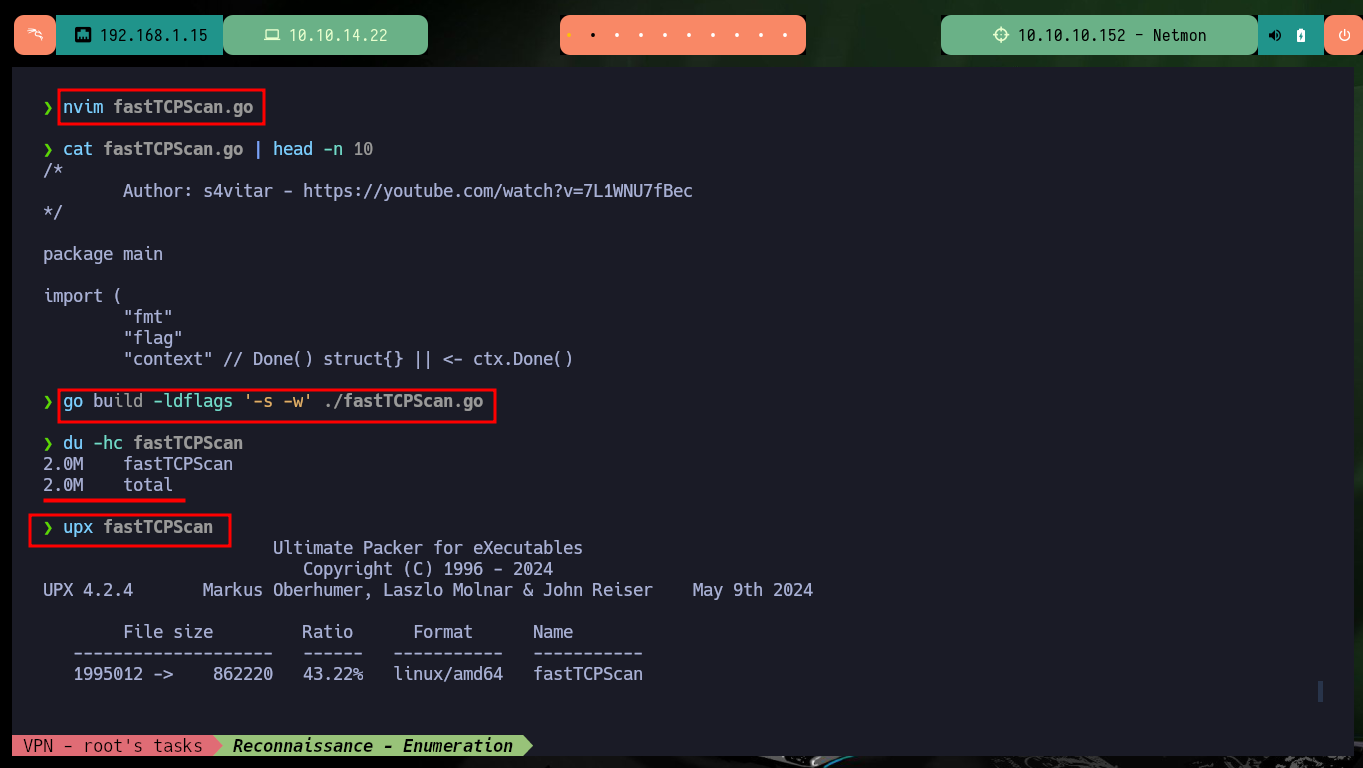 192.168.1.15
10.10.14.22
10.10.10.152 - Netmon
❯ nvim fastTCPScan.go
❯ cat fastTCPScan.go | head -n 10
/*
Author: s4vitar - https://youtube.com/watch?v=7L1WNU7fBec
*/
package main
import (
"fmt"
"flag"
"context" // Done() struct{} || <- ctx.Done()
❯ go build -ldflags '-s -w' ./fastTCPScan.go
❯ du -hc fastTCPScan
2.0M fastTCPScan
2.0M total
❯ upx fastTCPScan
Ultimate Packer for eXecutables
Copyright (C) 1996 - 2024
UPX 4.2.4 Markus Oberhumer, Laszlo Molnar & John Reiser May 9th 2024
File size Ratio Format Name
-------------------- ------ ----------- -----------
1995012 -> 862220 43.22% linux/amd64 fastTCPScan
VPN - root's tasks Reconnaissance - Enumeration